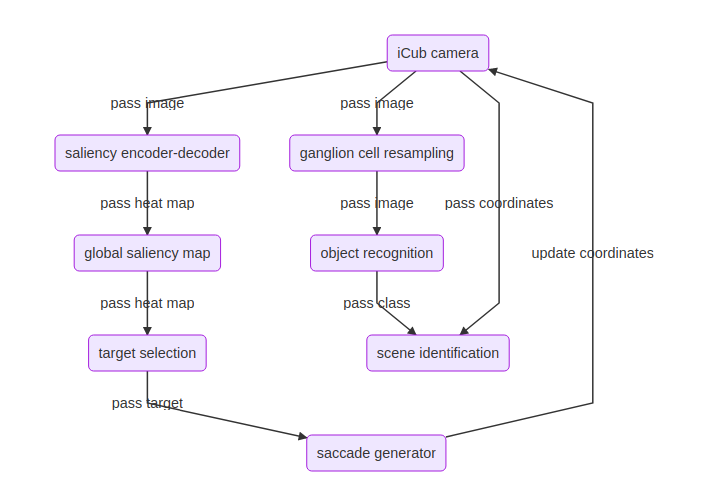 iCub camera
pass image
pass image
saliency encoder-decoder
ganglion cell resampling
pass heat map
pass image
pass coordinates
global saliency map
object recognition
update coordinates
pass heat map
pass class
target selection
scene identification
pass target
saccade generator